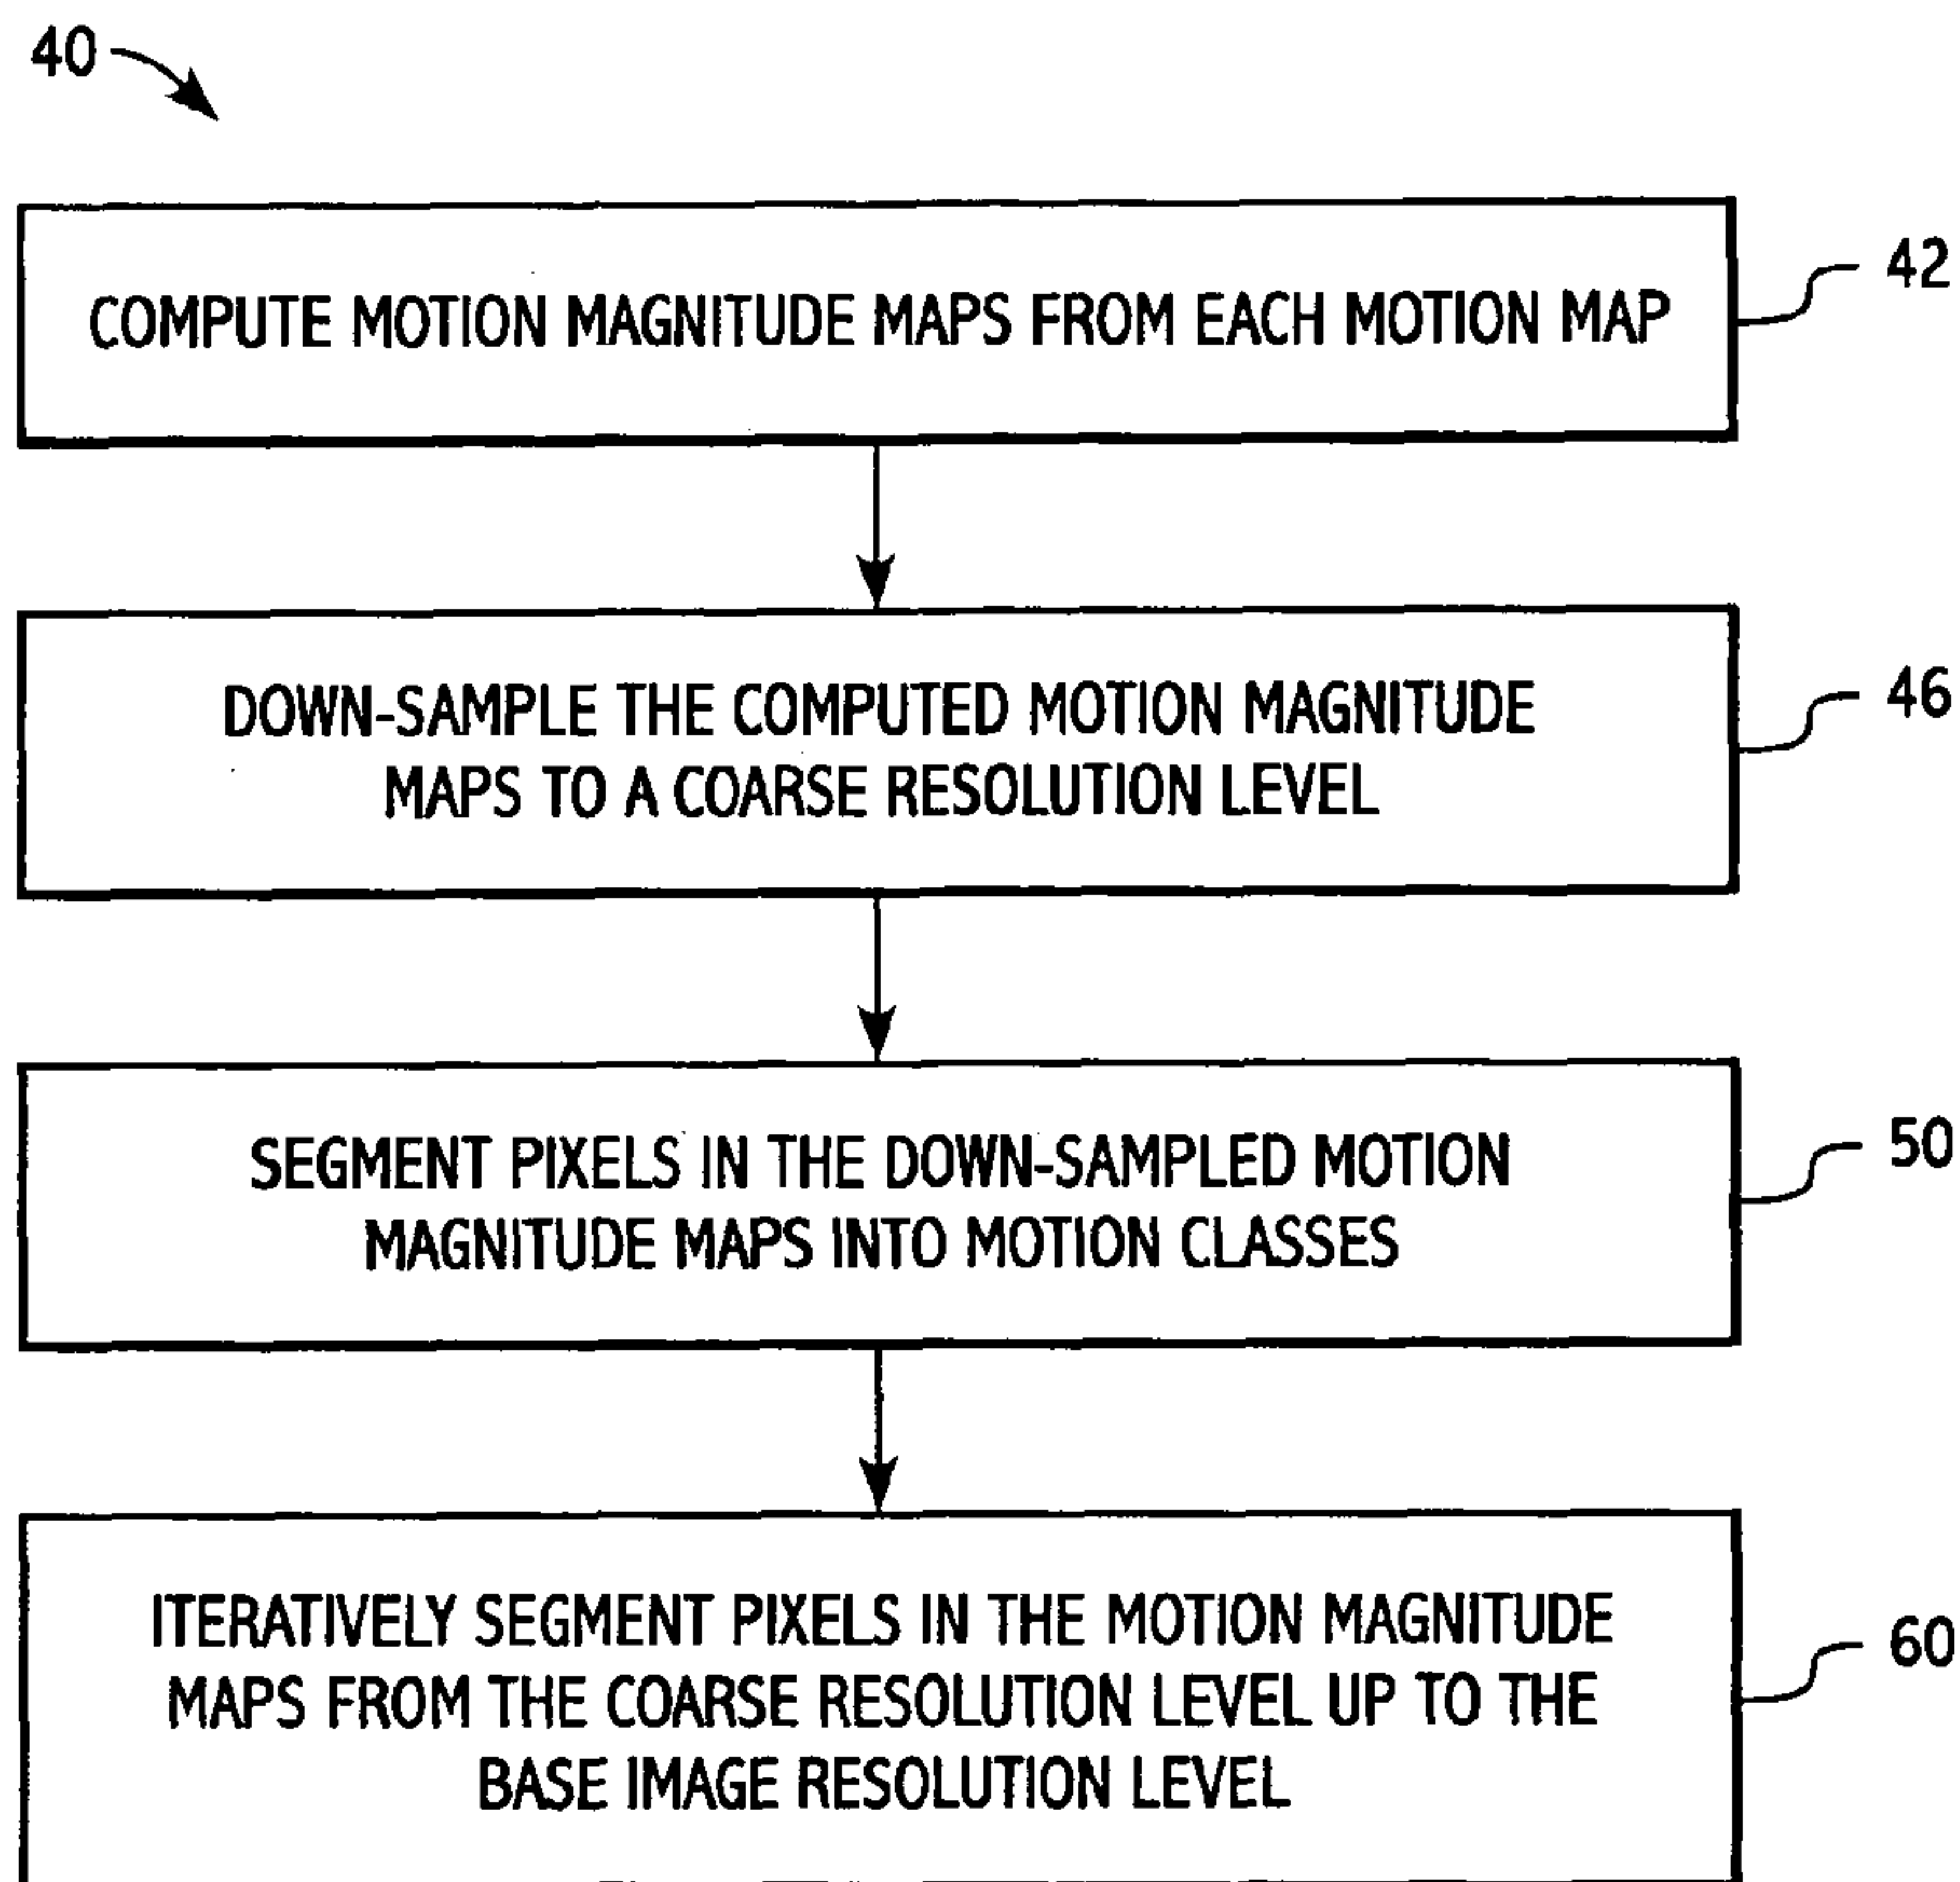 40
COMPUTE MOTION MAGNITUDE MAPS FROM EACH MOTION MAP
42
DOWN-SAMPLE THE COMPUTED MOTION MAGNITUDE
MAPS TO A COARSE RESOLUTION LEVEL
46
SEGMENT PIXELS IN THE DOWN-SAMPLED MOTION
MAGNITUDE MAPS INTO MOTION CLASSES
50
ITERATIVELY SEGMENT PIXELS IN THE MOTION MAGNITUDE
MAPS FROM THE COARSE RESOLUTION LEVEL UP TO THE
BASE IMAGE RESOLUTION LEVEL
60